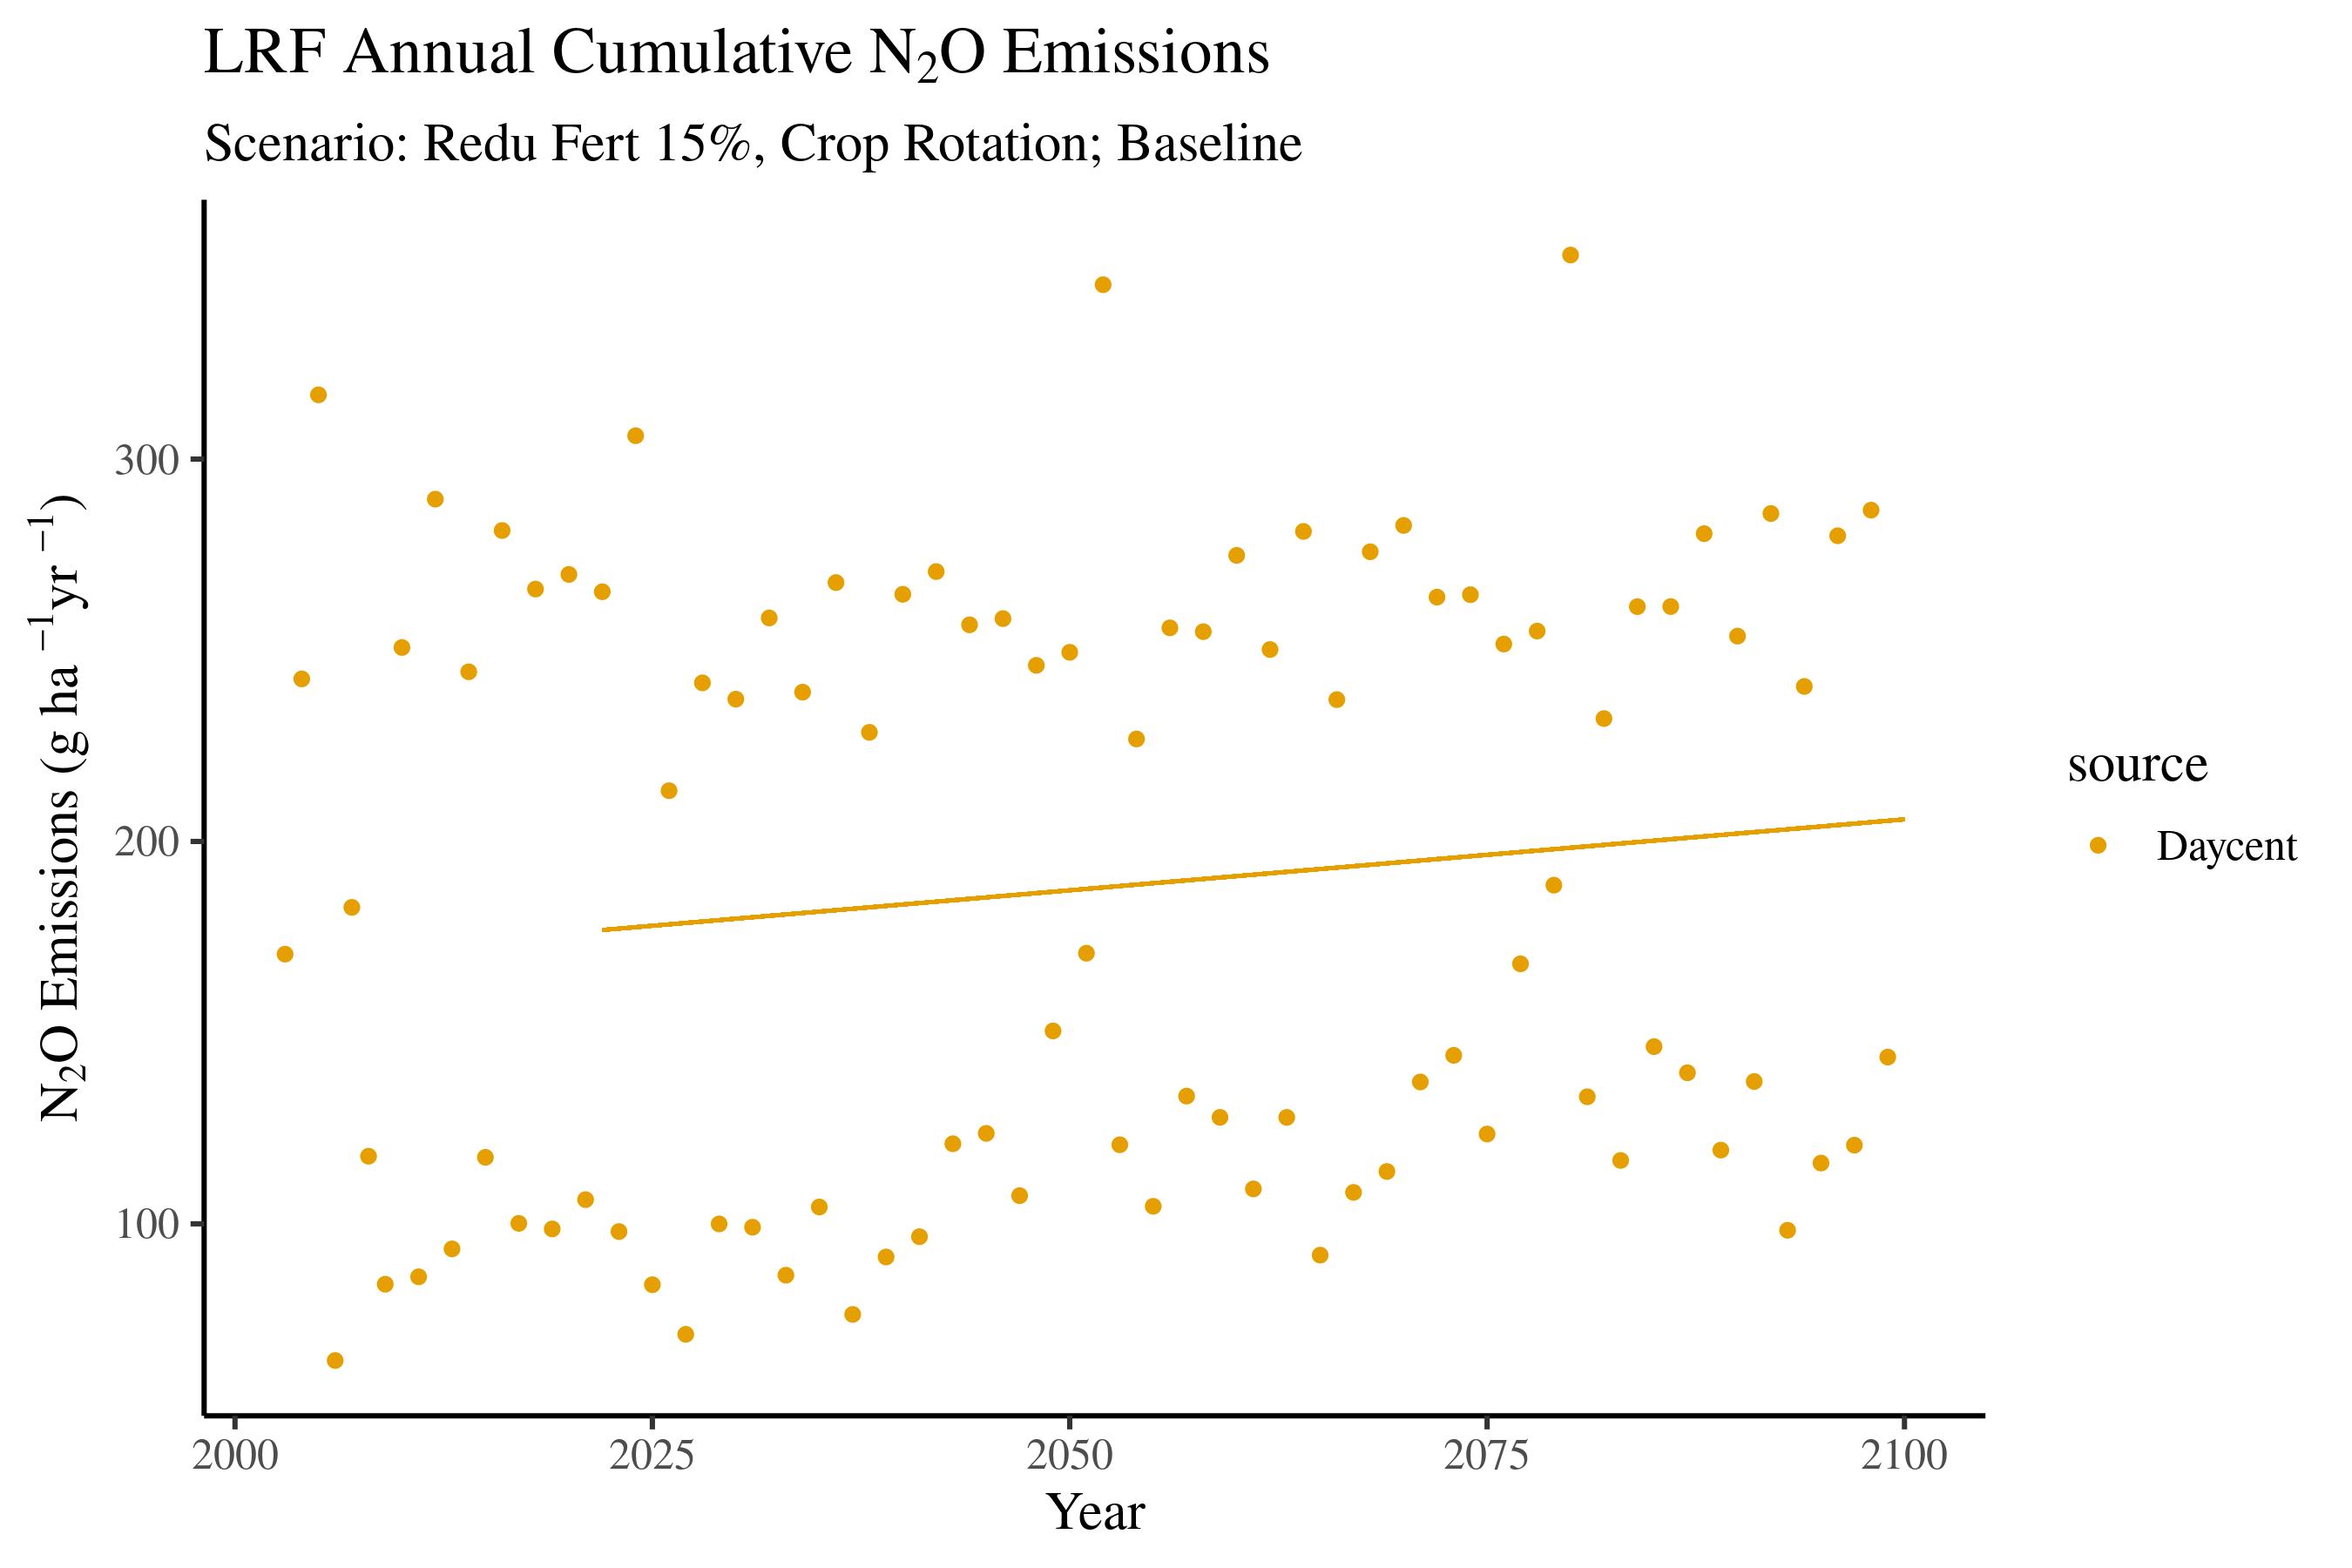 LRF Annual Cumulative N₂O Emissions
Scenario: Redu Fert 15%, Crop Rotation; Baseline
N₂O Emissions (g ha⁻¹yr⁻¹)
300
200
100
2000
2025
2050
2075
2100
Year
source
Daycent